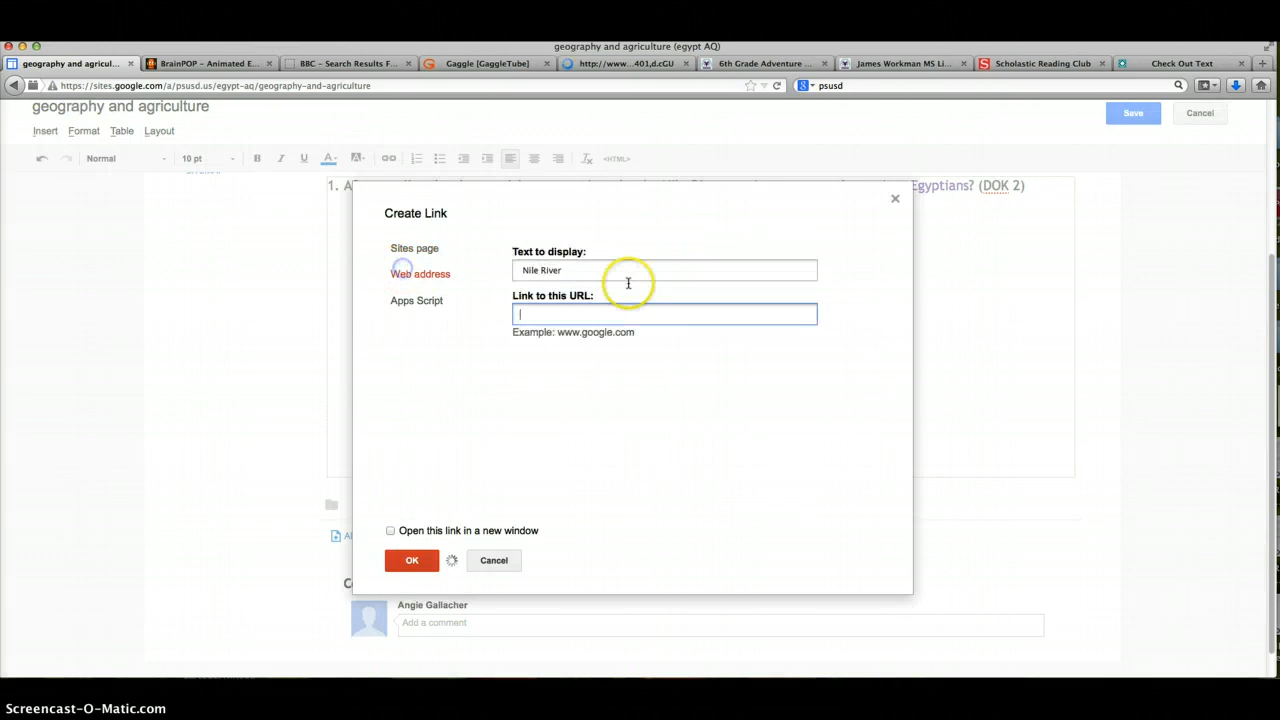 geography and agriculture (egypt AQ)
geography and agricul...
BrainPOP – Animated E...
BBC – Search Results F...
Gaggle [GaggleTube]
http://www...401,d.cGU
6th Grade Adventure ...
James Workman MS Li...
Scholastic Reading Club
Check Out Text
https://sites.google.com/a/psusd.us/egypt-aq/geography-and-agriculture
psusd
geography and agriculture
Save
Cancel
Insert Format Table Layout
Normal 10 pt B I U A A <HTML>
1. A
Egyptians? (DOK 2)
Create Link
Sites page
Web address
Apps Script
Text to display:
Nile River
Link to this URL:
Example: www.google.com
Open this link in a new window
OK
Cancel
Angie Gallacher
Add a comment
Screencast-O-Matic.com